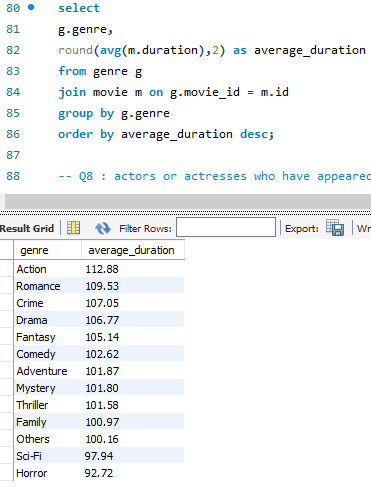 80 select
81 g.genre,
82 round(avg(m.duration),2) as average_duration
83 from genre g
84 join movie m on g.movie_id = m.id
85 group by g.genre
86 order by average_duration desc;
87
88 -- Q8 : actors or actresses who have appeared
Result Grid Filter Rows: Export:
genre average_duration
Action 112.88
Romance 109.53
Crime 107.05
Drama 106.77
Fantasy 105.14
Comedy 102.62
Adventure 101.87
Mystery 101.80
Thriller 101.58
Family 100.97
Others 100.16
Sci-Fi 97.94
Horror 92.72